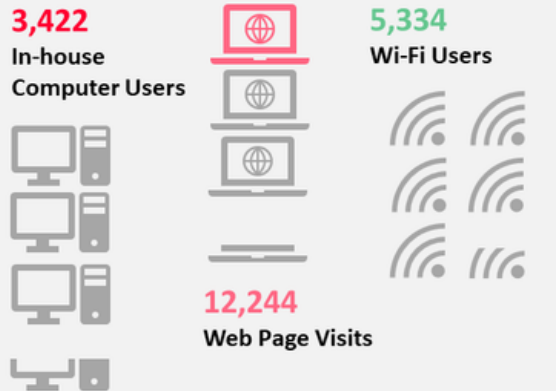 3,422
In-house
Computer Users
5,334
Wi-Fi Users
12,244
Web Page Visits